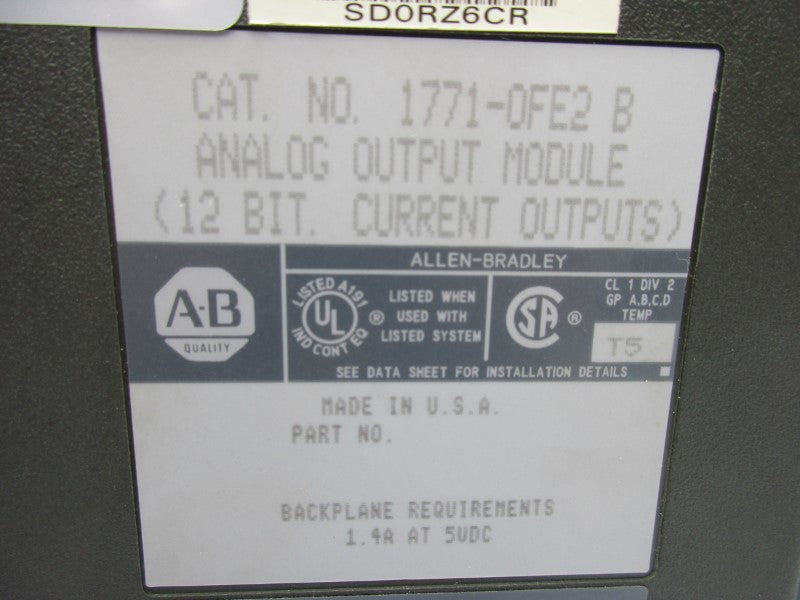 SD0RZ6CR
CAT. NO. 1771-OFE2 B
ANALOG OUTPUT MODULE
(12 BIT. CURRENT OUTPUTS)
ALLEN-BRADLEY
A-B
QUALITY
LISTED A191
UL
IND CONT EQ
®
LISTED WHEN
USED WITH
LISTED SYSTEM
CSA
®
CL 1 DIV 2
GP A,B,C,D
TEMP
T5
SEE DATA SHEET FOR INSTALLATION DETAILS
MADE IN U.S.A.
PART NO.
BACKPLANE REQUIREMENTS
1.4A AT 5VDC